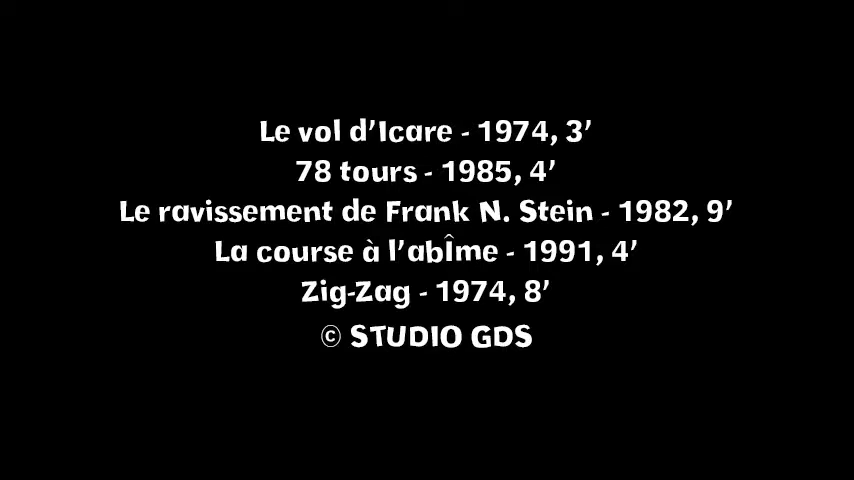 Le vol d’Icare - 1974, 3’
78 tours - 1985, 4’
Le ravissement de Frank N. Stein - 1982, 9’
La course à l’abÎme - 1991, 4’
Zig-Zag - 1974, 8’
© STUDIO GDS